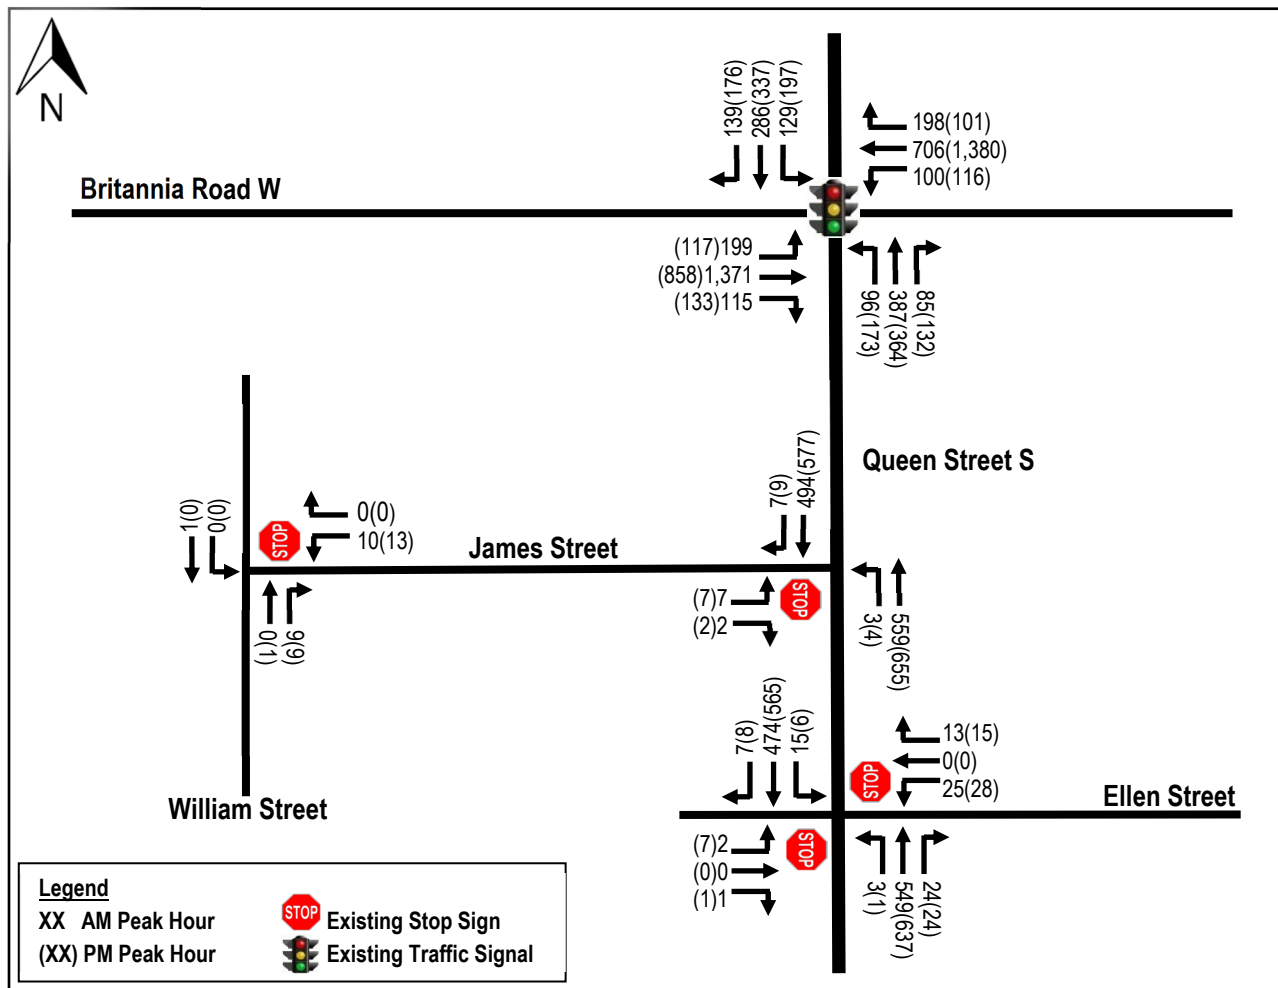 N
139(176)
286(337)
129(197)
198(101)
706(1,380)
100(116)
Britannia Road W
(117)199
(858)1,371
(133)115
96(173)
387(364)
85(132)
Queen Street S
1(0)
0(0)
STOP
0(0)
10(13)
James Street
7(9)
494(577)
0(1)
9(9)
(7)7
(2)2
STOP
3(4)
559(655)
William Street
7(8)
474(565)
15(6)
STOP
13(15)
0(0)
25(28)
Ellen Street
(7)2
(0)0
(1)1
STOP
3(1)
549(637)
24(24)
Legend
XX AM Peak Hour
(XX) PM Peak Hour
STOP Existing Stop Sign
Existing Traffic Signal